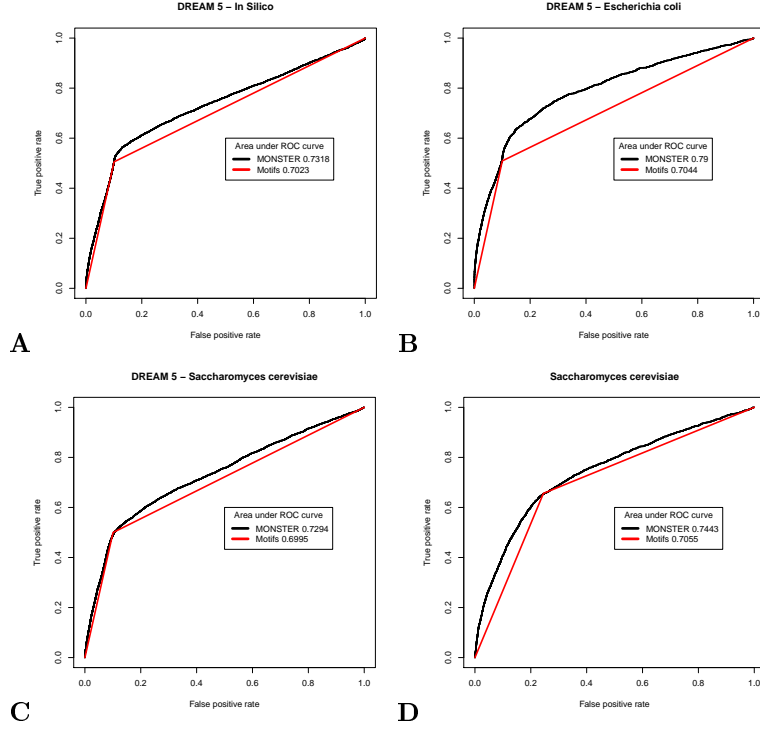 DREAM 5 – In Silico
True positive rate
1.0
0.8
0.6
0.4
0.2
0.0
Area under ROC curve
MONSTER 0.7318
Motifs 0.7023
0.0 0.2 0.4 0.6 0.8 1.0
False positive rate
A
DREAM 5 – Escherichia coli
True positive rate
1.0
0.8
0.6
0.4
0.2
0.0
Area under ROC curve
MONSTER 0.79
Motifs 0.7044
0.0 0.2 0.4 0.6 0.8 1.0
False positive rate
B
DREAM 5 – Saccharomyces cerevisiae
True positive rate
1.0
0.8
0.6
0.4
0.2
0.0
Area under ROC curve
MONSTER 0.7294
Motifs 0.6995
0.0 0.2 0.4 0.6 0.8 1.0
False positive rate
C
Saccharomyces cerevisiae
True positive rate
1.0
0.8
0.6
0.4
0.2
0.0
Area under ROC curve
MONSTER 0.7443
Motifs 0.7055
0.0 0.2 0.4 0.6 0.8 1.0
False positive rate
D